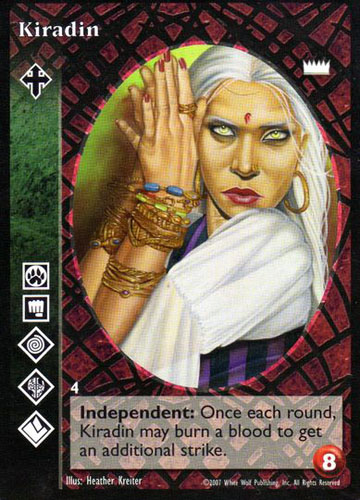 Kiradin
4
Independent: Once each round,
Kiradin may burn a blood to get
an additional strike.
8
Illus: Heather Kreiter
©2007 White Wolf Publishing, Inc. All rights reserved.